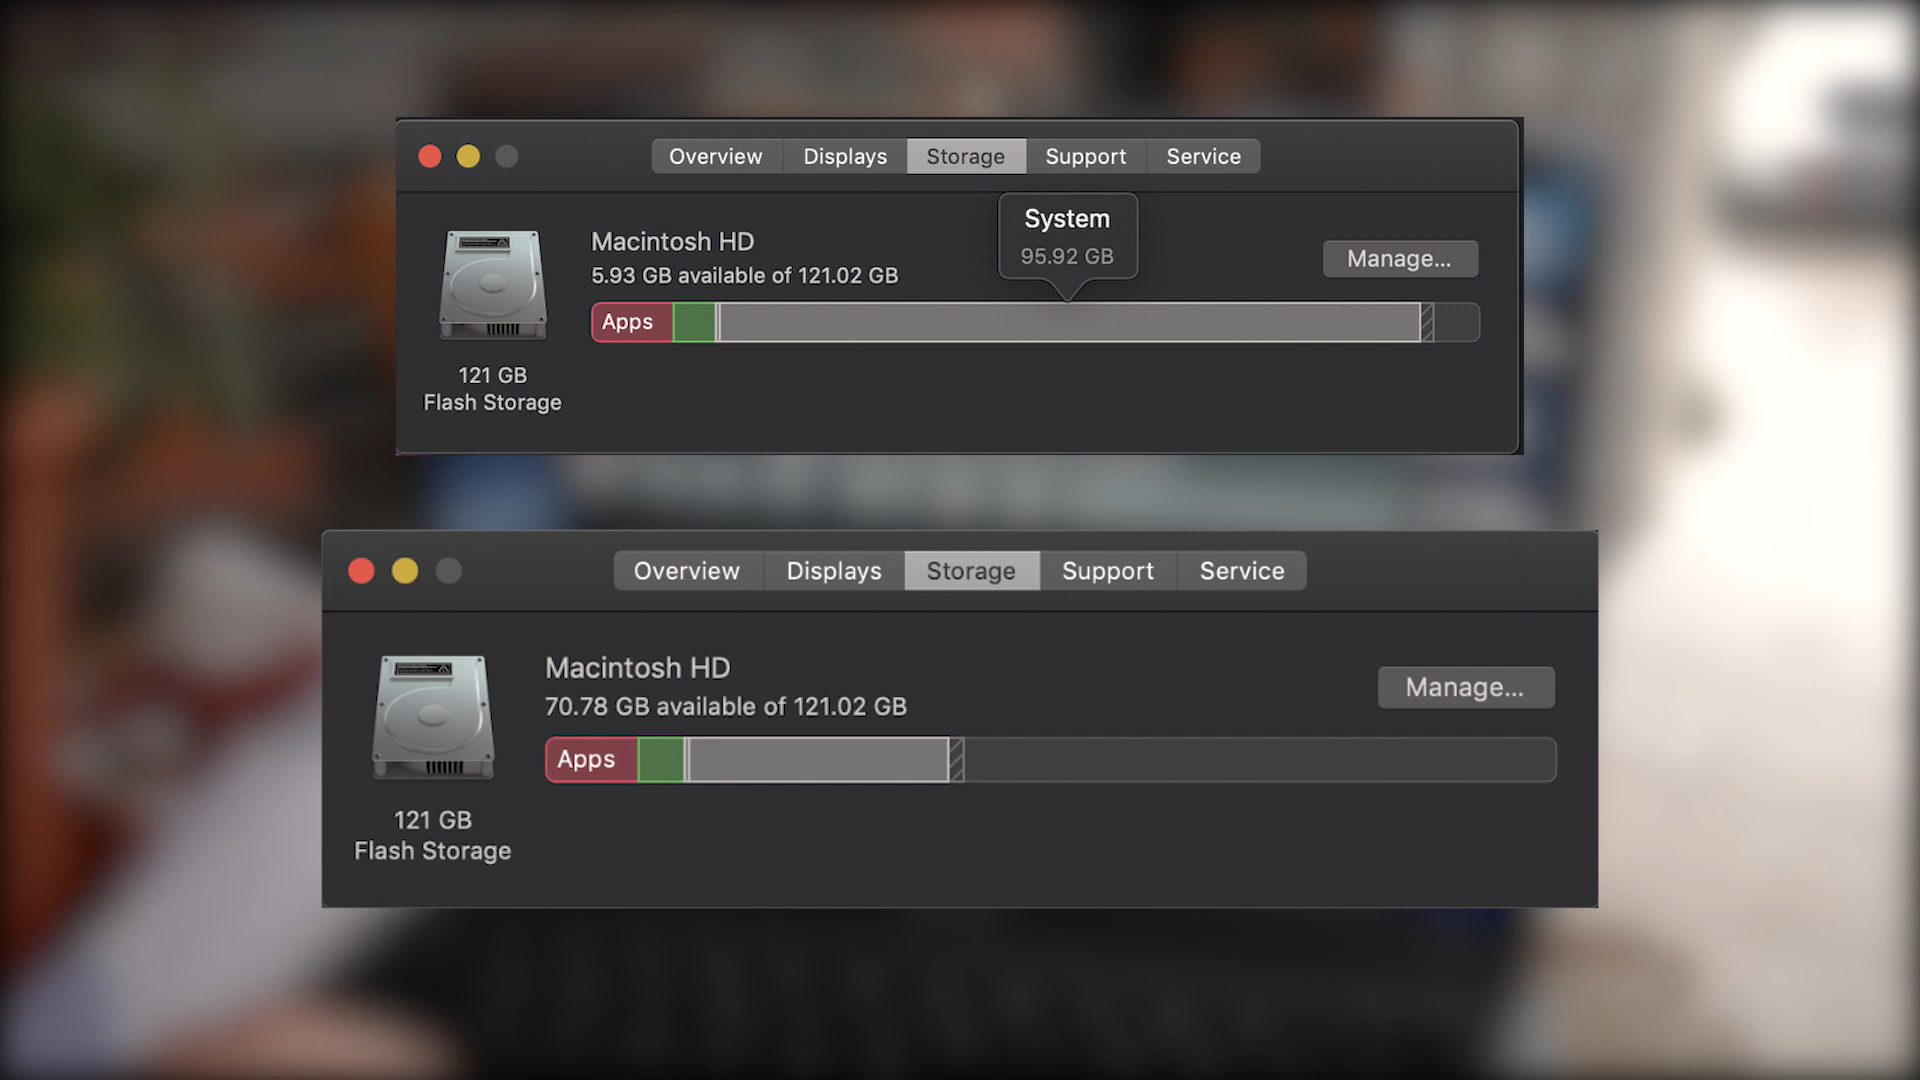 Overview Displays Storage Support Service
System
95.92 GB
Macintosh HD
5.93 GB available of 121.02 GB
Manage...
Apps
121 GB
Flash Storage
Overview Displays Storage Support Service
Macintosh HD
70.78 GB available of 121.02 GB
Manage...
Apps
121 GB
Flash Storage